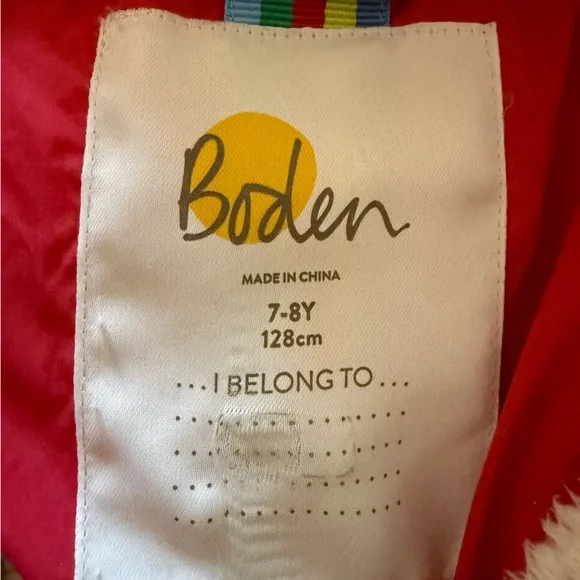 Boden
MADE IN CHINA
7-8Y
128cm
...I BELONG TO...